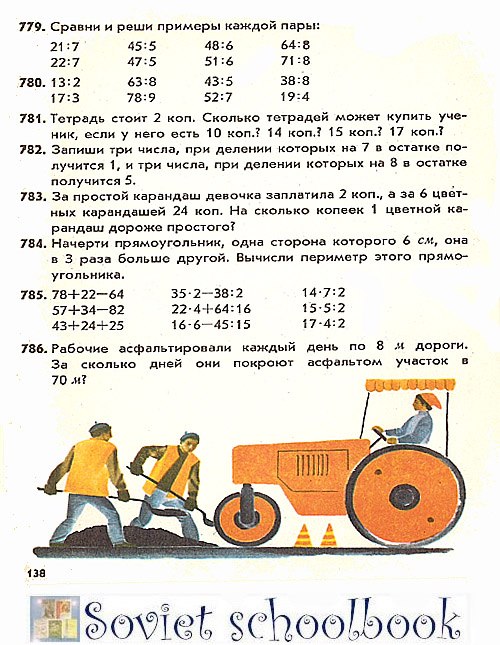 779. Сравни и реши примеры каждой пары:
21:7 45:5 48:6 64:8
22:7 47:5 51:6 71:8
780. 13:2 63:8 43:5 38:8
17:3 78:9 52:7 19:4
781. Тетрадь стоит 2 коп. Сколько тетрадей может купить уче-
ник, если у него есть 10 коп.? 14 коп.? 15 коп.? 17 коп.?
782. Запиши три числа, при делении которых на 7 в остатке по-
лучится 1, и три числа, при делении которых на 8 в остатке
получится 5.
783. За простой карандаш девочка заплатила 2 коп., а за 6 цвет-
ных карандашей 24 коп. На сколько копеек 1 цветной ка-
рандаш дороже простого?
784. Начерти прямоугольник, одна сторона которого 6 см, она
в 3 раза больше другой. Вычисли периметр этого прямо-
угольника.
785. 78+22—64 35·2—38:2 14·7:2
57+34—82 22·4+64:16 15·5:2
43+24+25 16·6—45:15 17·4:2
786. Рабочие асфальтировали каждый день по 8 м дороги.
За сколько дней они покроют асфальтом участок в
70 м?
138
Soviet schoolbook